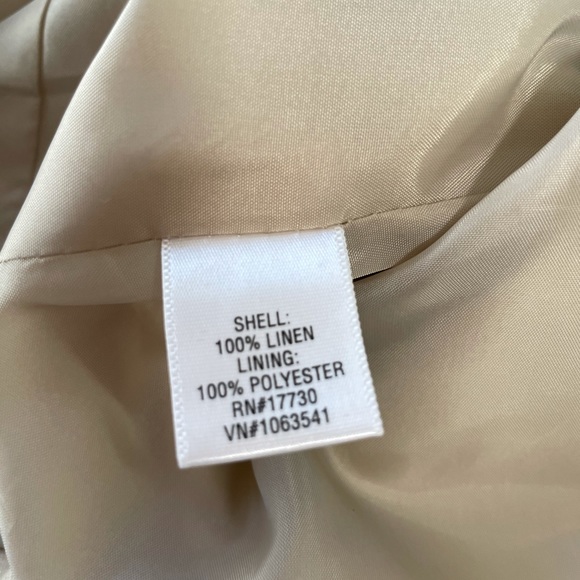 SHELL:
100% LINEN
LINING:
100% POLYESTER
RN#17730
VN#1063541